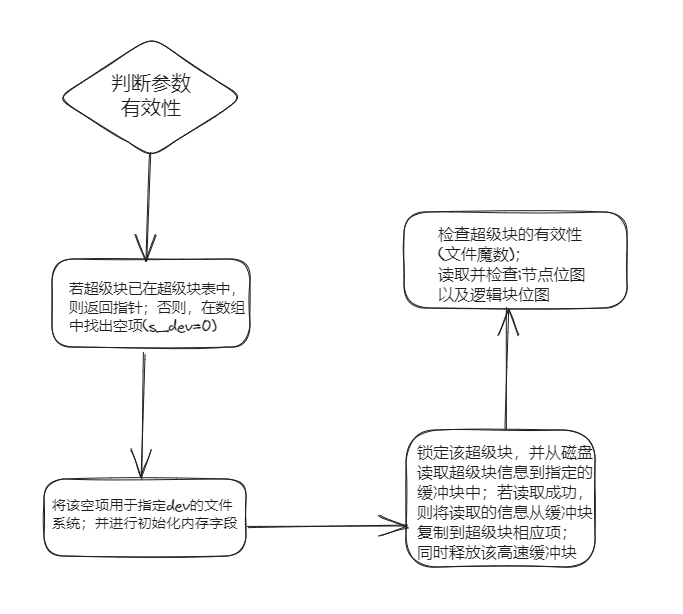 判断参数
有效性
若超级块已在超级块表中，
则返回指针；否则，在数组
中找出空项(s_dev=0)
将该空项用于指定dev的文件
系统；并进行初始化内存字段
锁定该超级块，并从磁盘
读取超级块信息到指定的
缓冲块中；若读取成功，
则将读取的信息从缓冲块
复制到超级块相应项；
同时释放该高速缓冲块
检查超级块的有效性
(文件魔数)；
读取并检查i节点位图
以及逻辑块位图